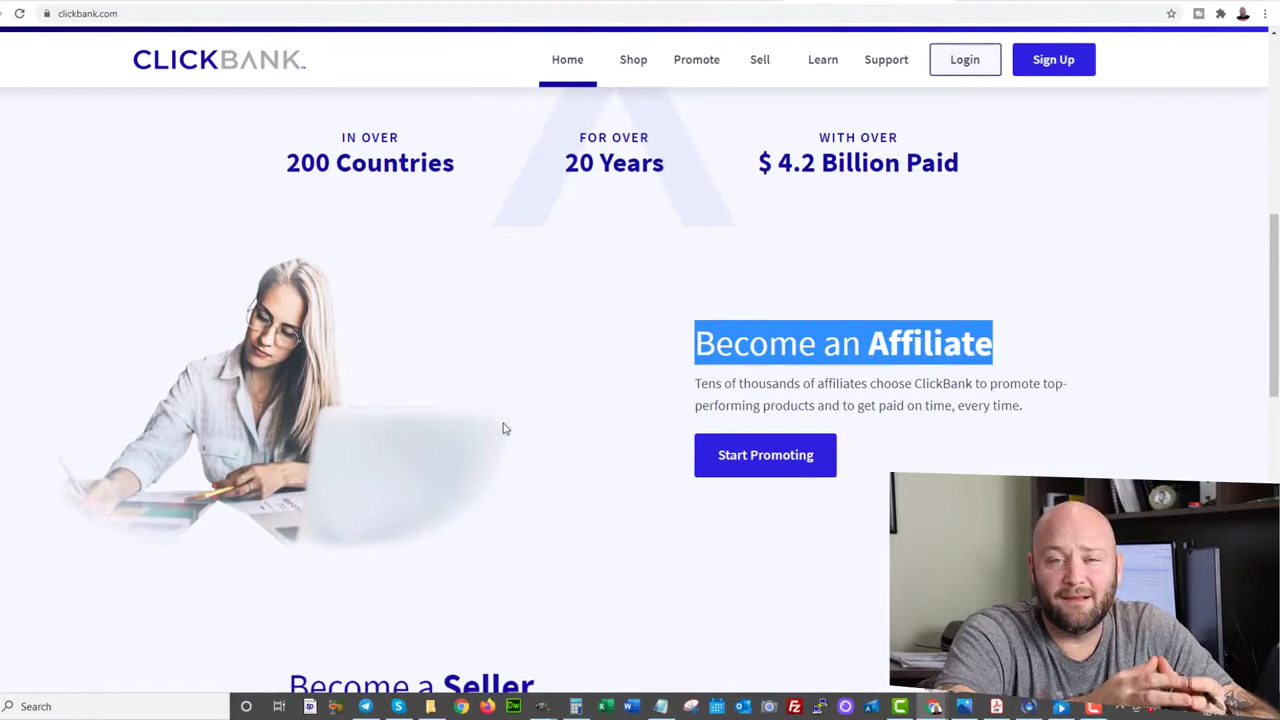 clickbank.com
CLICKBANK
Home Shop Promote Sell Learn Support Login Sign Up
IN OVER
200 Countries
FOR OVER
20 Years
WITH OVER
$ 4.2 Billion Paid
Become an Affiliate
Tens of thousands of affiliates choose ClickBank to promote top-
performing products and to get paid on time, every time.
Start Promoting
Become a Seller
Search